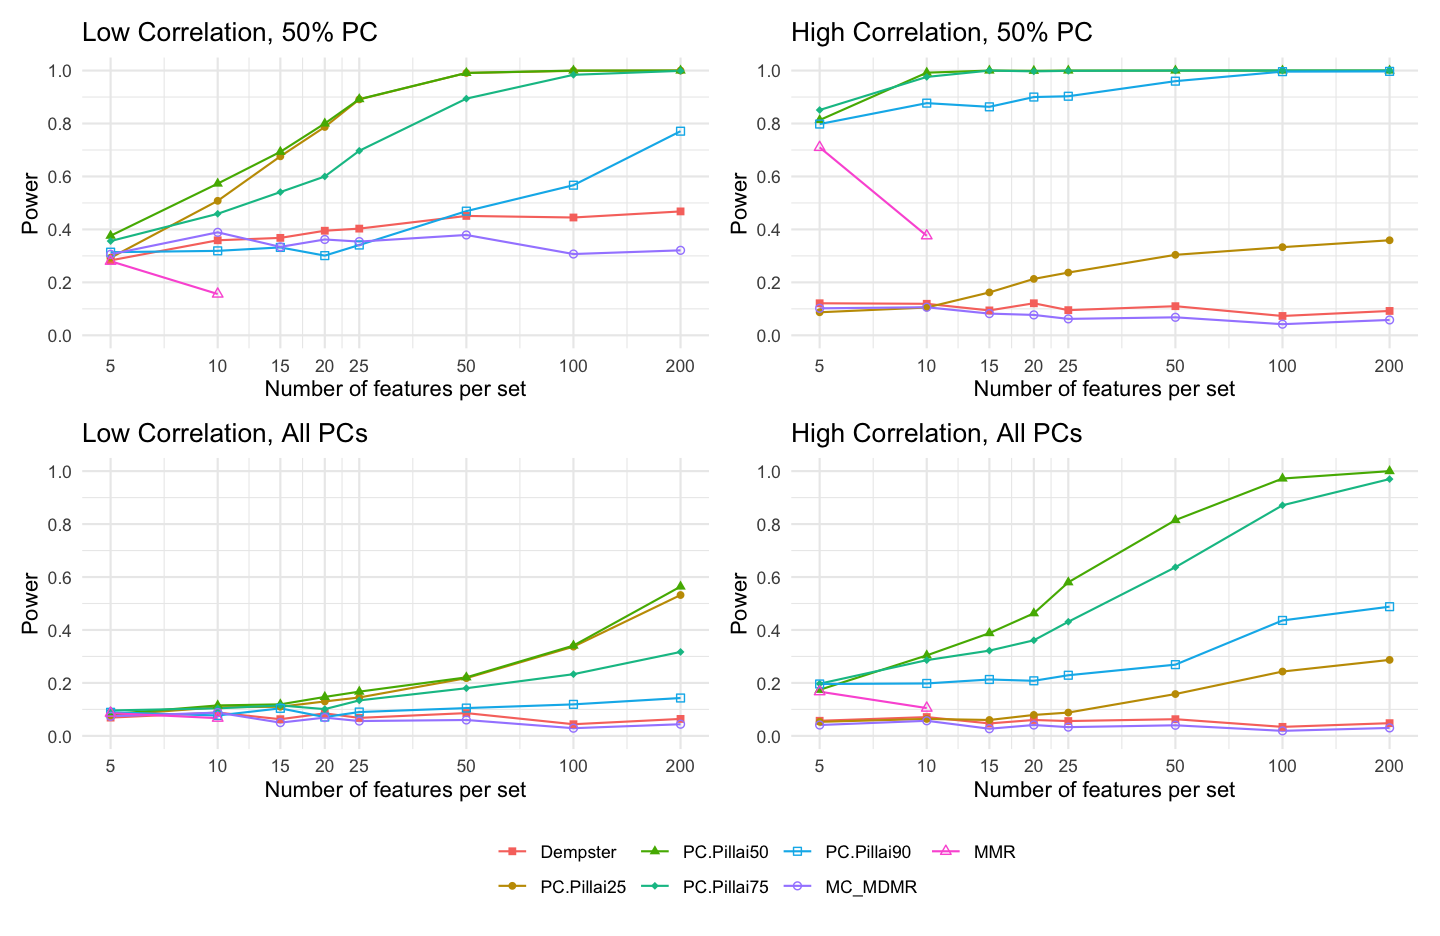 Low Correlation, 50% PC
Power
1.0
0.8
0.6
0.4
0.2
0.0
5 10 15 20 25 50 100 200
Number of features per set
High Correlation, 50% PC
Power
1.0
0.8
0.6
0.4
0.2
0.0
5 10 15 20 25 50 100 200
Number of features per set
Low Correlation, All PCs
Power
1.0
0.8
0.6
0.4
0.2
0.0
5 10 15 20 25 50 100 200
Number of features per set
High Correlation, All PCs
Power
1.0
0.8
0.6
0.4
0.2
0.0
5 10 15 20 25 50 100 200
Number of features per set
Dempster PC.Pillai50 PC.Pillai90 MMR
PC.Pillai25 PC.Pillai75 MC_MDMR